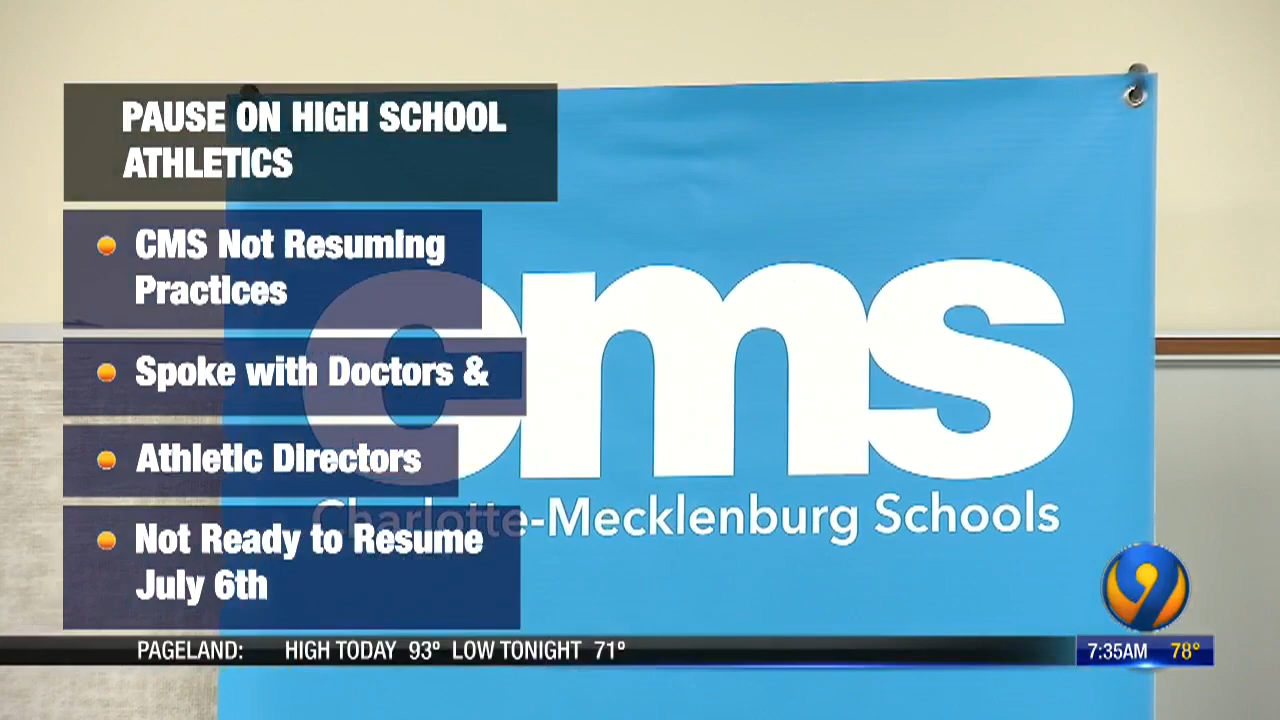 PAUSE ON HIGH SCHOOL
ATHLETICS
CMS Not Resuming
Practices
Spoke with Doctors &
Athletic Directors
Not Ready to Resume
July 6th
cms
Charlotte-Mecklenburg Schools
9
PAGELAND: HIGH TODAY 93° LOW TONIGHT 71°
7:35AM 78°